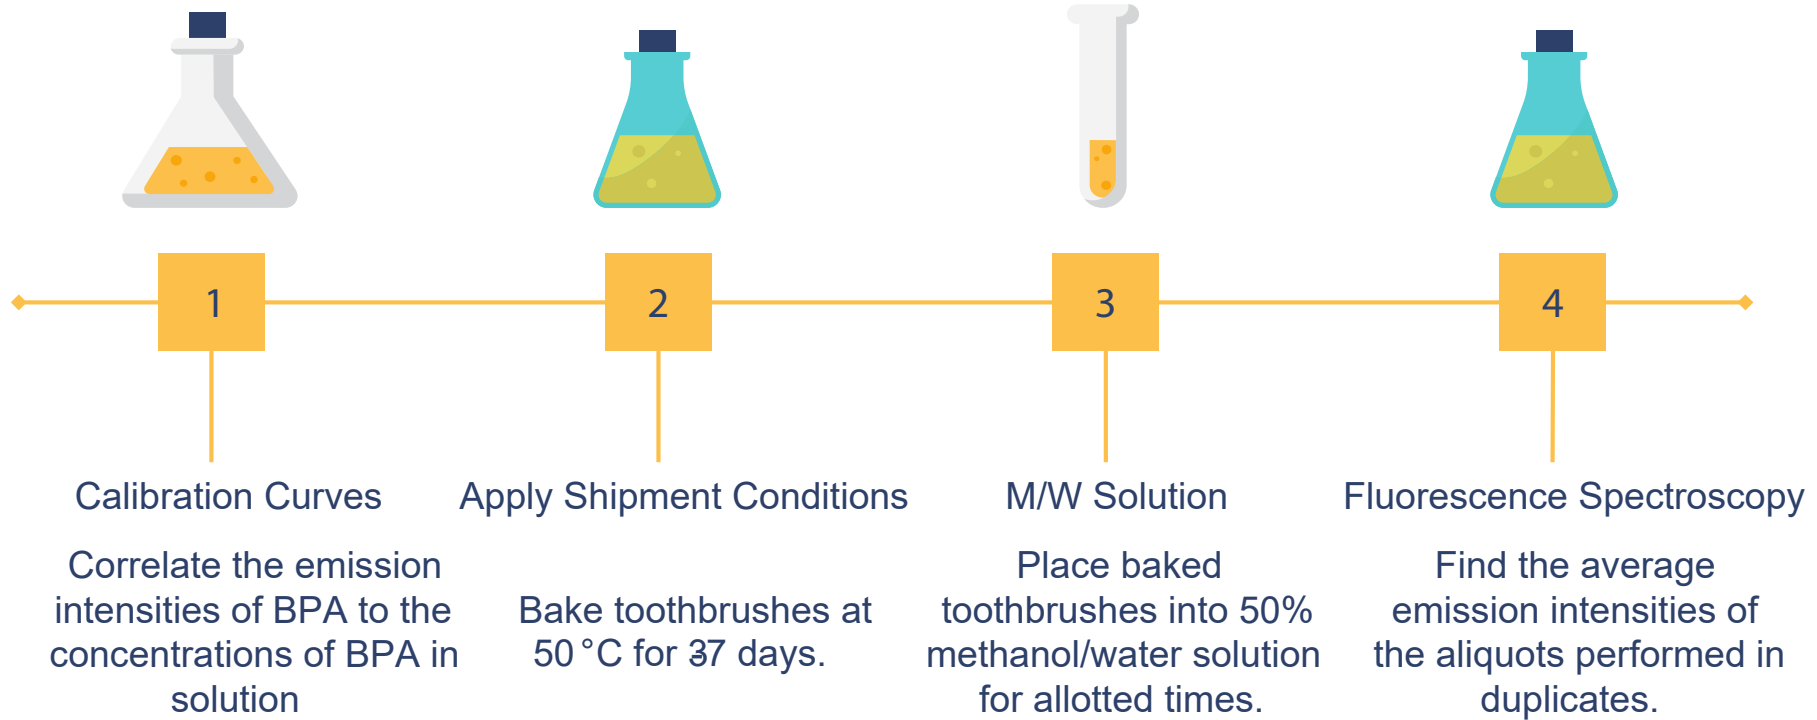 1
Calibration Curves
Correlate the emission
intensities of BPA to the
concentrations of BPA in
solution
2
Apply Shipment Conditions
Bake toothbrushes at
50 °C for 3-7 days.
3
M/W Solution
Place baked
toothbrushes into 50%
methanol/water solution
for allotted times.
4
Fluorescence Spectroscopy
Find the average
emission intensities of
the aliquots performed in
duplicates.